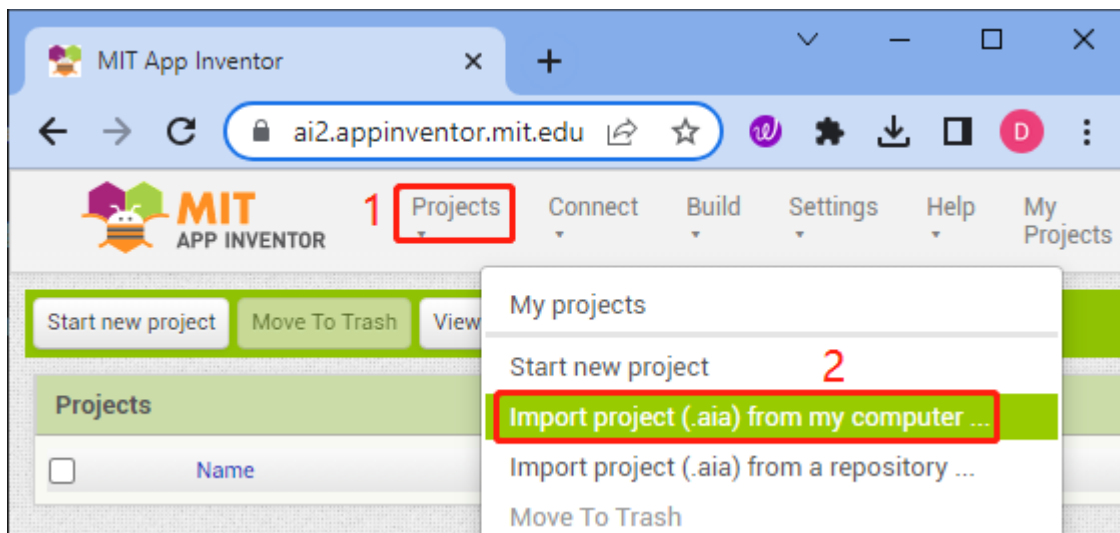 MIT App Inventor
ai2.appinventor.mit.edu
D
MIT
APP INVENTOR
1
Projects
Connect
Build
Settings
Help
My
Projects
Start new project
Move To Trash
View
My projects
Start new project
2
Import project (.aia) from my computer ...
Import project (.aia) from a repository ...
Move To Trash
Projects
Name